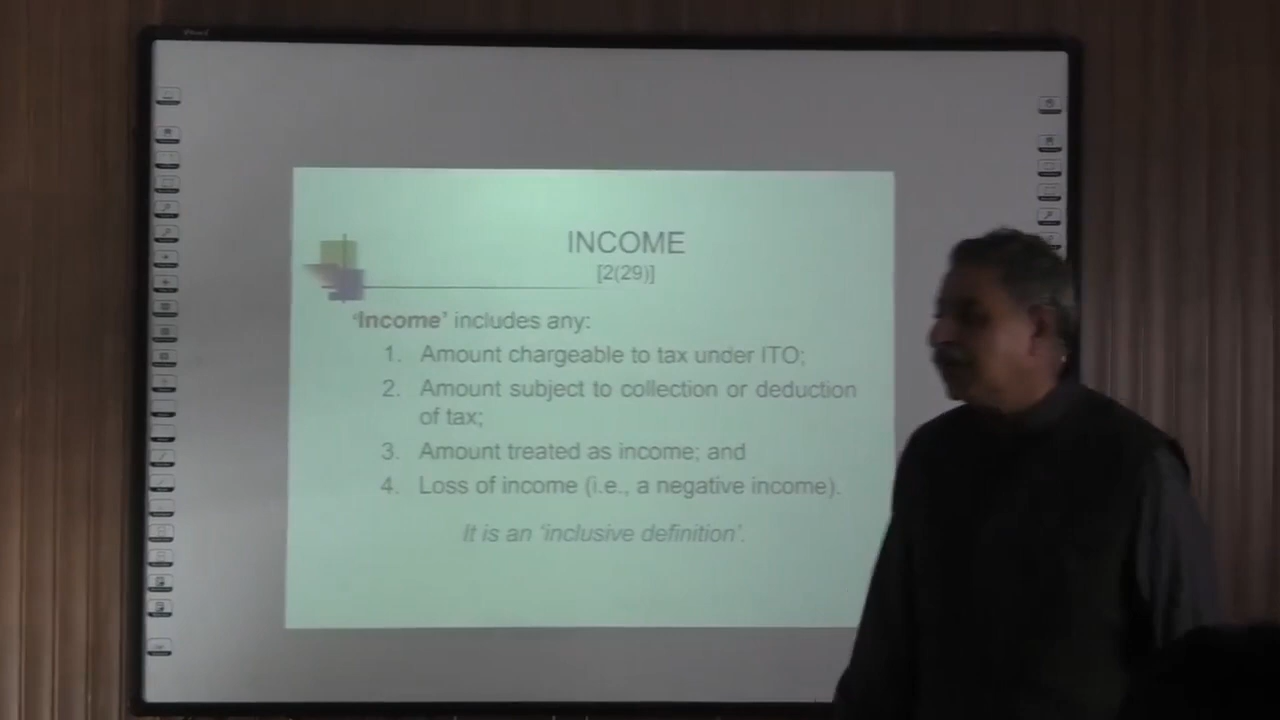 INCOME
[2(29)]
‘Income’ includes any:
1. Amount chargeable to tax under ITO;
2. Amount subject to collection or deduction
of tax;
3. Amount treated as income; and
4. Loss of income (i.e., a negative income).
It is an ‘inclusive definition’.